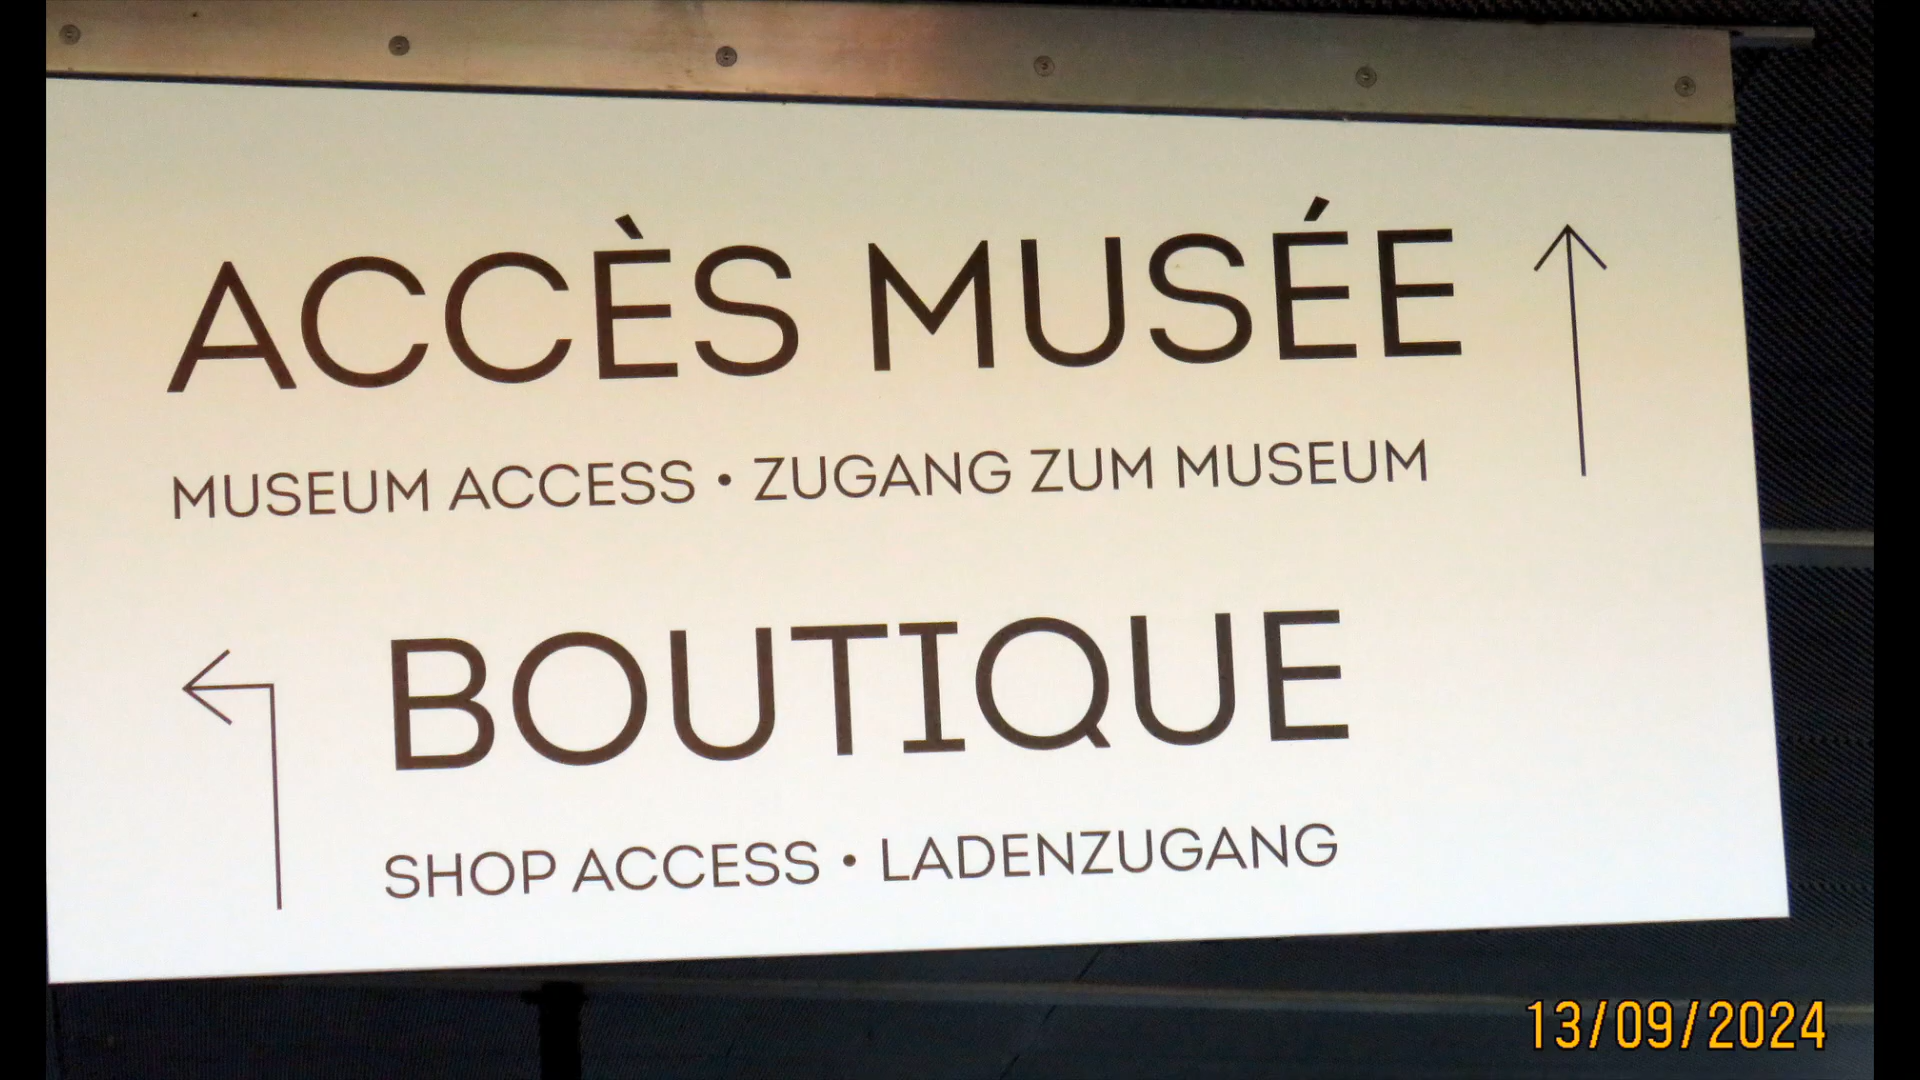 ACCÈS MUSÉE
MUSEUM ACCESS • ZUGANG ZUM MUSEUM
BOUTIQUE
SHOP ACCESS • LADENZUGANG
13/09/2024